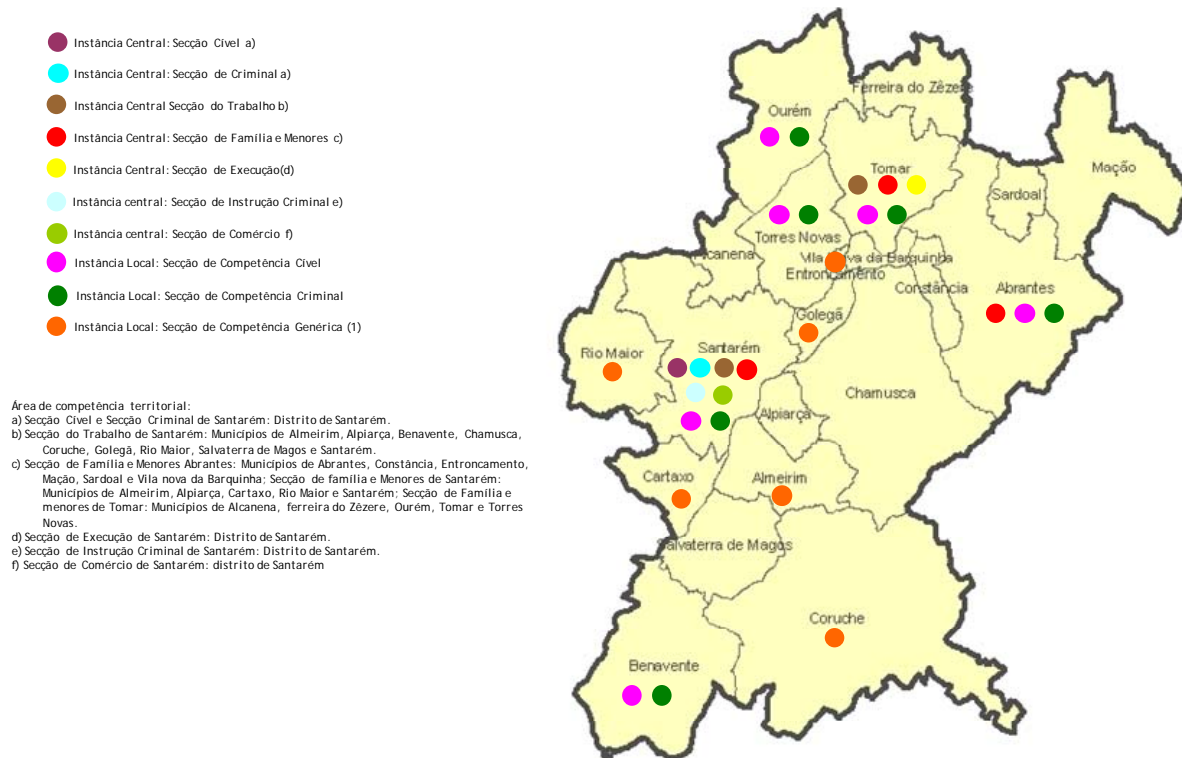 Instância Central: Secção Cível a)
Instância Central: Secção de Criminal a)
Instância Central Secção do Trabalho b)
Instância Central: Secção de Família e Menores c)
Instância Central: Secção de Execução(d)
Instância central: Secção de Instrução Criminal e)
Instância central: Secção de Comércio f)
Instância Local: Secção de Competência Cível
Instância Local: Secção de Competência Criminal
Instância Local: Secção de Competência Genérica (1)
Área de competência territorial:
a) Secção Cível e Secção Criminal de Santarém: Distrito de Santarém.
b) Secção do Trabalho de Santarém: Municípios de Almeirim, Alpiarça, Benavente, Chamusca,
Coruche, Golegã, Rio Maior, Salvaterra de Magos e Santarém.
c) Secção de Família e Menores Abrantes: Municípios de Abrantes, Constância, Entroncamento,
Mação, Sardoal e Vila nova da Barquinha; Secção de família e Menores de Santarém:
Municípios de Almeirim, Alpiarça, Cartaxo, Rio Maior e Santarém; Secção de Família e
menores de Tomar: Municípios de Alcanena, ferreira do Zêzere, Ourém, Tomar e Torres
Novas.
d) Secção de Execução de Santarém: Distrito de Santarém.
e) Secção de Instrução Criminal de Santarém: Distrito de Santarém.
f) Secção de Comércio de Santarém: distrito de Santarém
Ferreira do Zêzere
Ourém
Tomar
Mação
Sardoal
Torres Novas
Alcanena
Vila Nova da Barquinha
Entroncamento
Constância
Abrantes
Golegã
Santarém
Rio Maior
Chamusca
Alpiarça
Cartaxo
Almeirim
Salvaterra de Magos
Coruche
Benavente